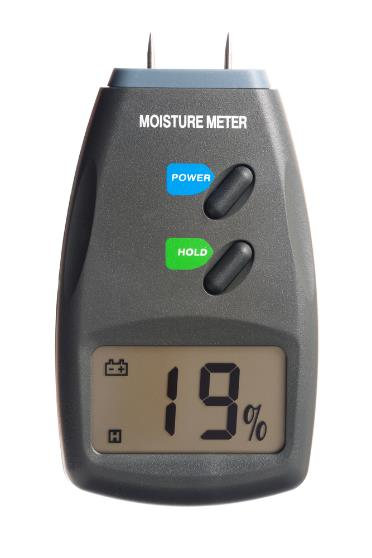 MOISTURE METER
POWER
HOLD
- +
19%
H